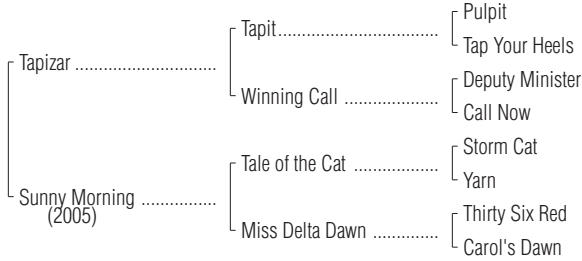 Pulpit
Tapit..................................
Tap Your Heels
Tapizar ..............................
Deputy Minister
Winning Call ....................
Call Now
Storm Cat
Tale of the Cat ..................
Yarn
Sunny Morning ................
(2005)
Thirty Six Red
Miss Delta Dawn ..............
Carol's Dawn